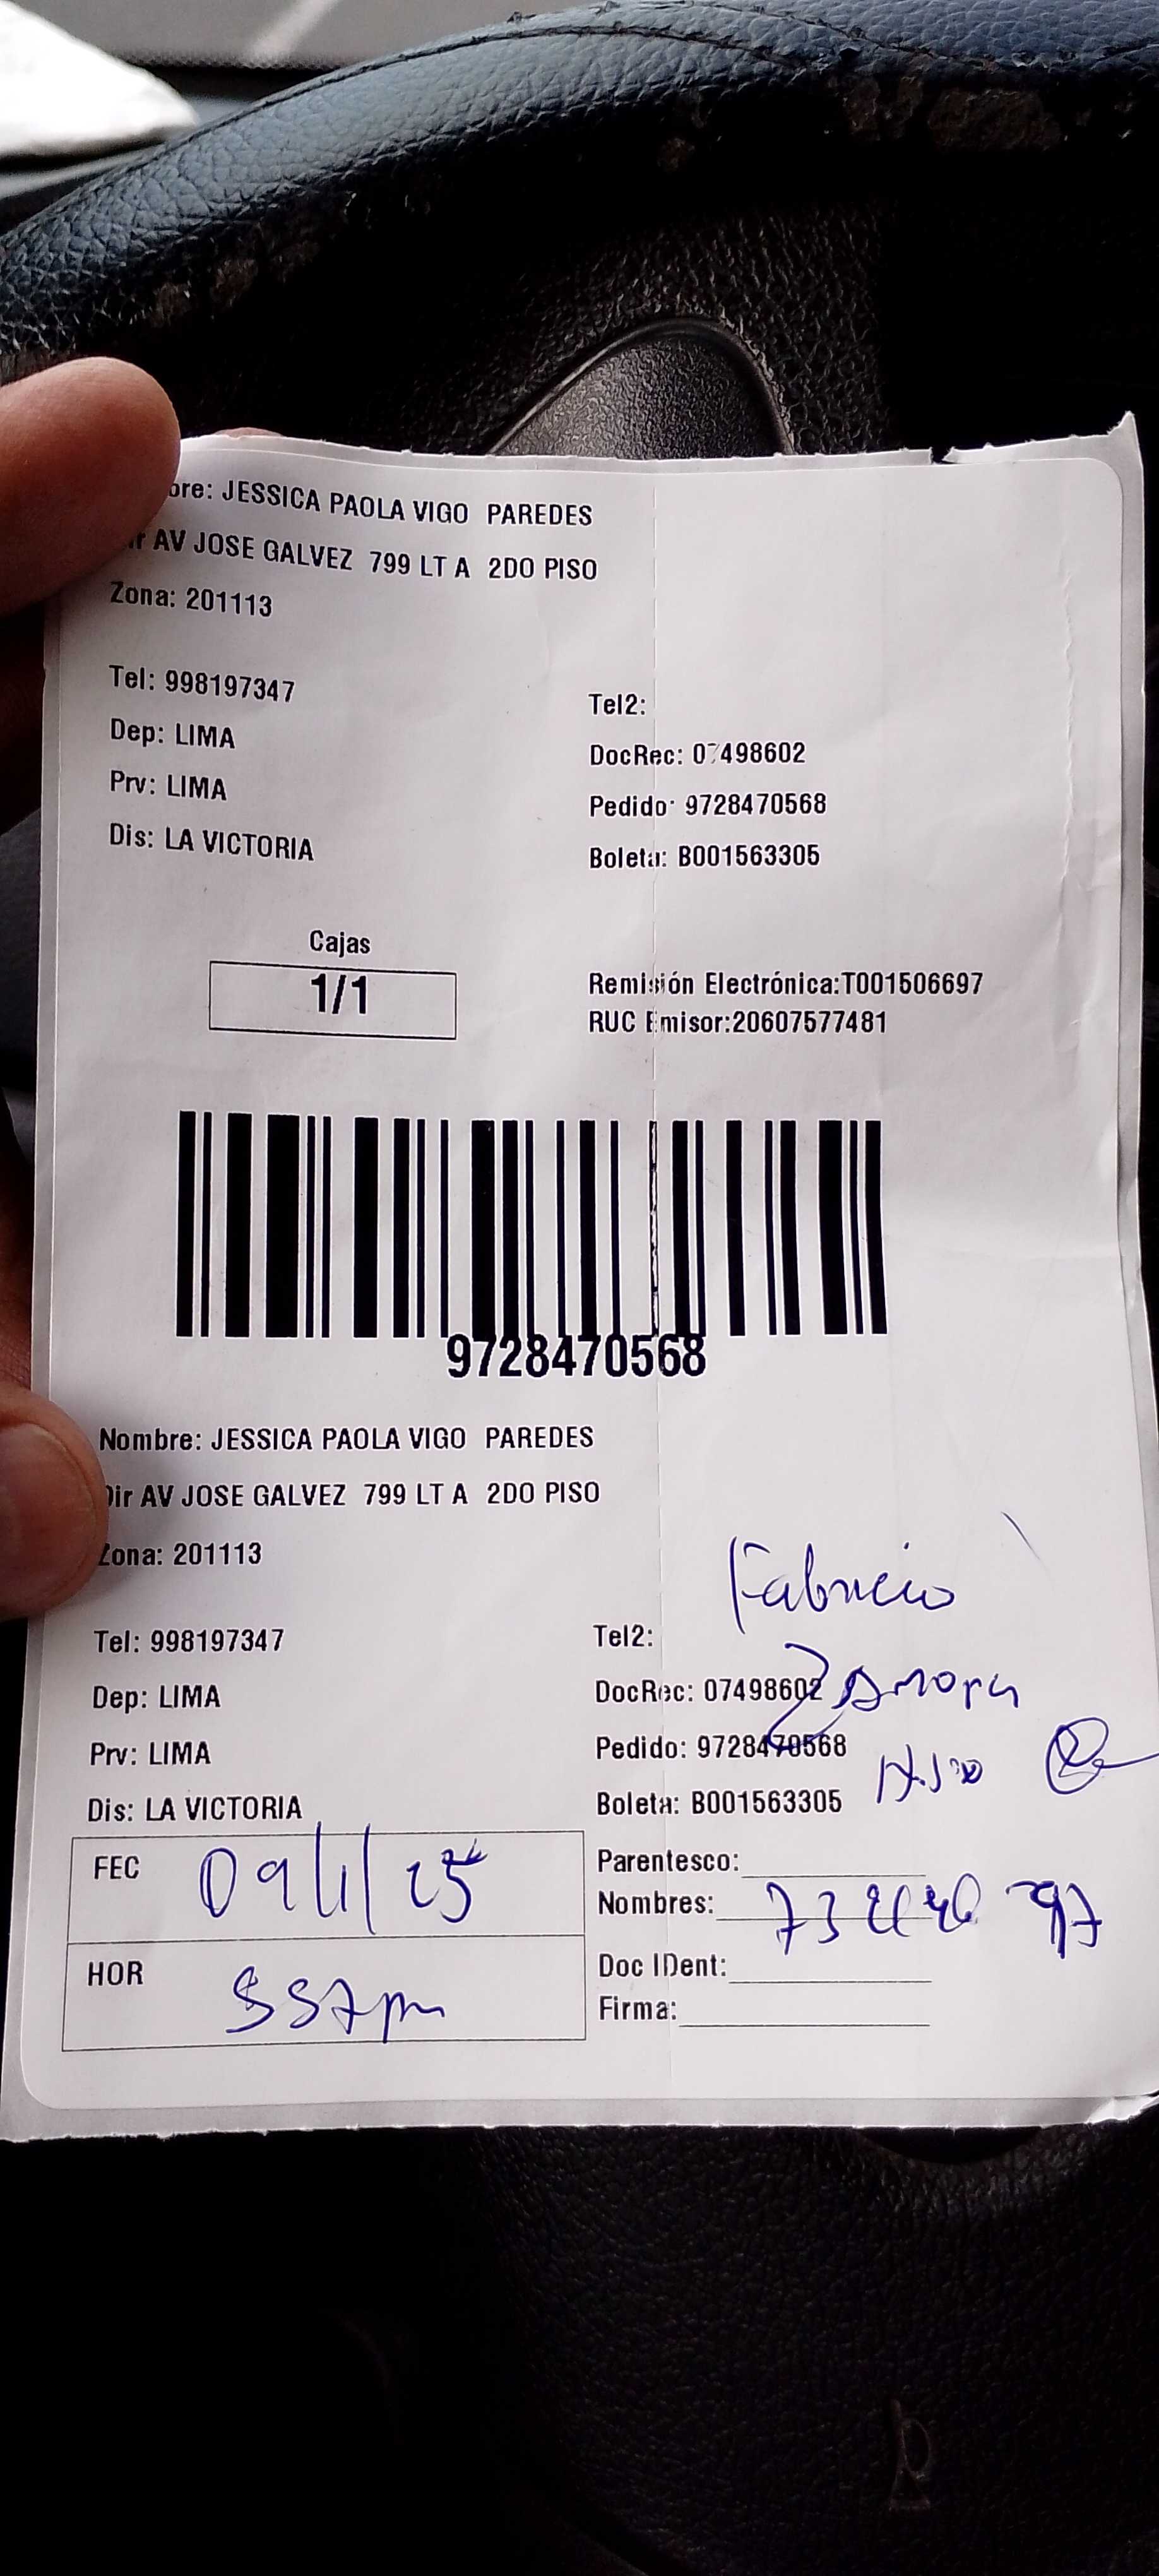 bre: JESSICA PAOLA VIGO PAREDES
ir AV JOSE GALVEZ 799 LT A 2DO PISO
Zona: 201113
Tel: 998197347
Tel2:
Dep: LIMA
DocRec: 07498602
Prv: LIMA
Pedido: 9728470568
Dis: LA VICTORIA
Boleta: B001563305
Cajas
1/1
Remisión Electrónica:T001506697
RUC Emisor:20607577481
9728470568
Nombre: JESSICA PAOLA VIGO PAREDES
Dir AV JOSE GALVEZ 799 LT A 2DO PISO
Zona: 201113
Fabricio
Tel: 998197347
Tel2:
Zamora
Dep: LIMA
DocRec: 07498602
Prv: LIMA
Pedido: 9728470568
Dis: LA VICTORIA
Boleta: B001563305
FEC 09/1/25
Parentesco:
Nombres:
HOR 557pm
Doc IDent:
Firma: